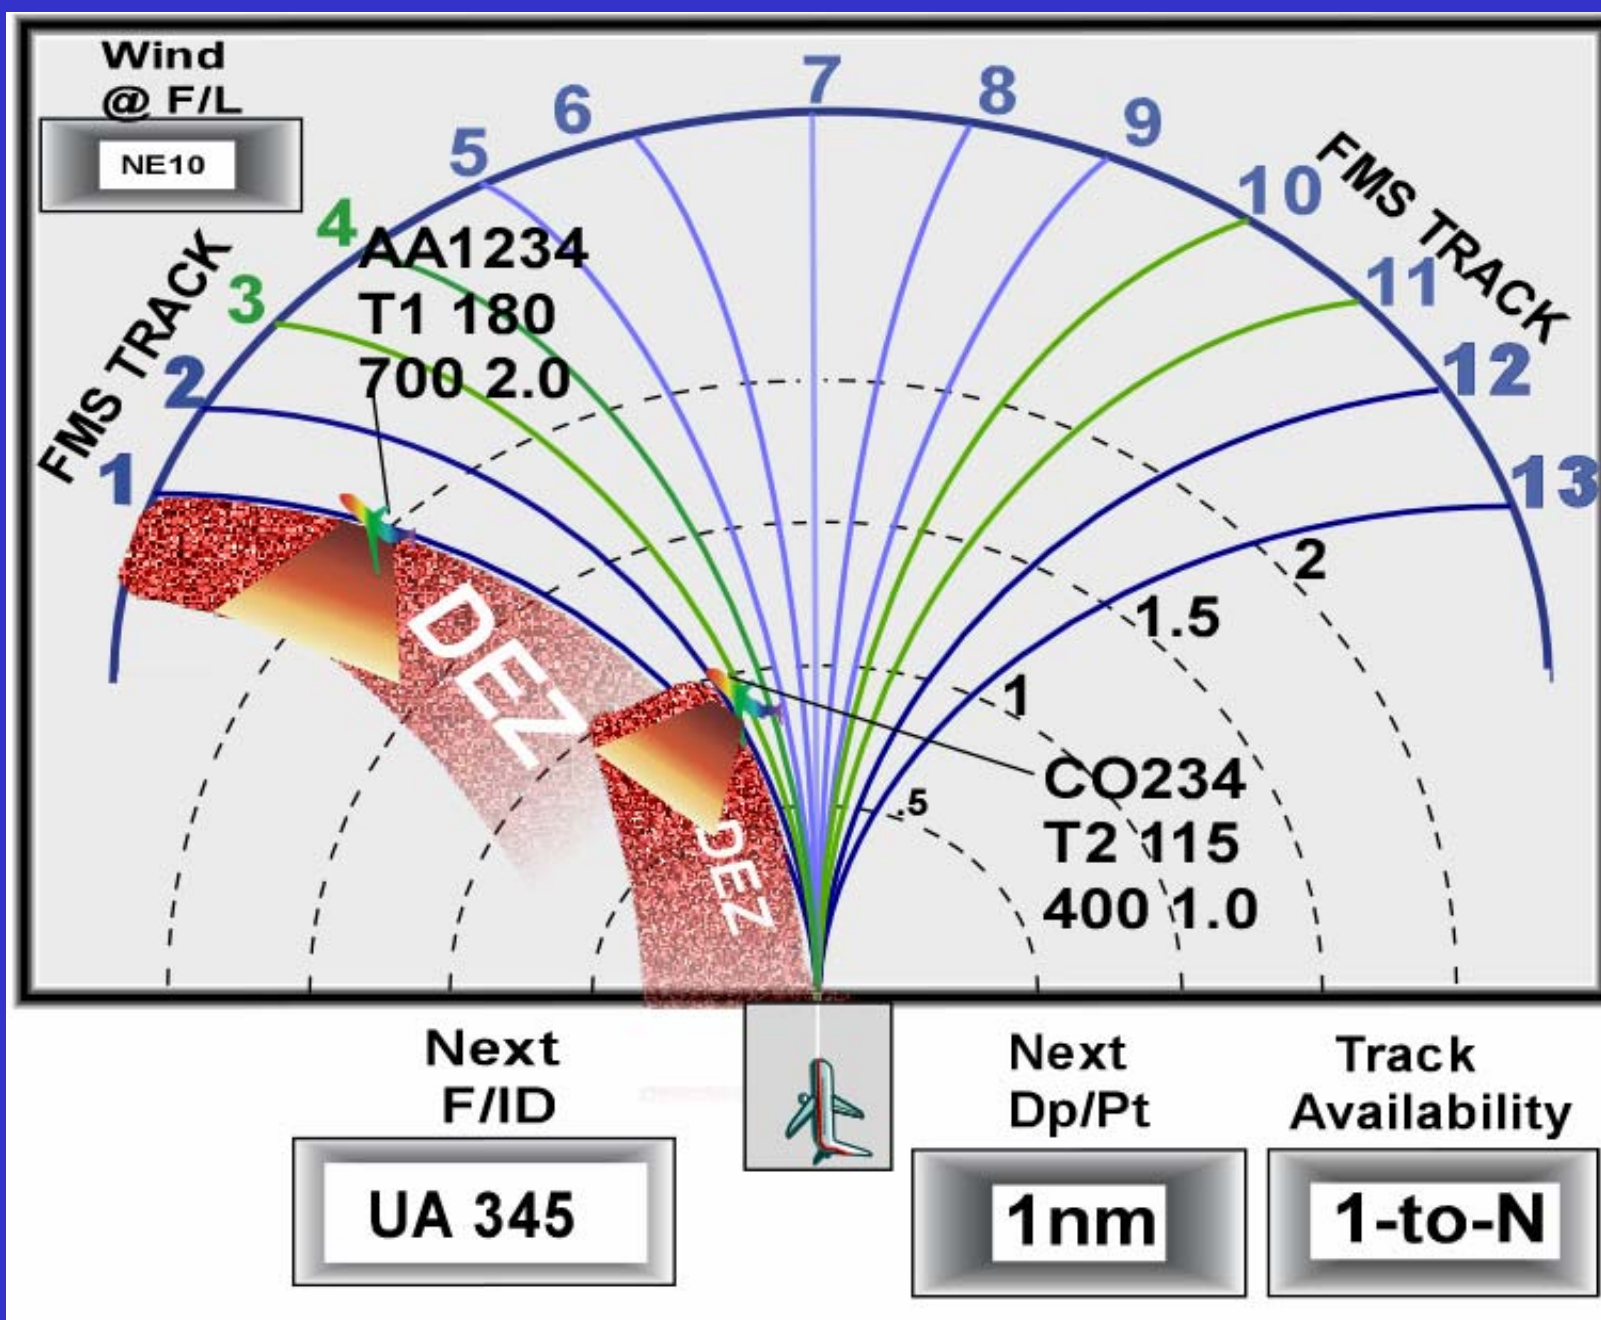 Wind
@ F/L
NE10
FMS TRACK
1
2
3
4
5
6
7
8
9
10
11
12
13
FMS TRACK
AA1234
T1 180
700 2.0
DEZ
DEZ
2
1.5
1
.5
CO234
T2 115
400 1.0
Next
F/ID
UA 345
Next
Dp/Pt
1nm
Track
Availability
1-to-N